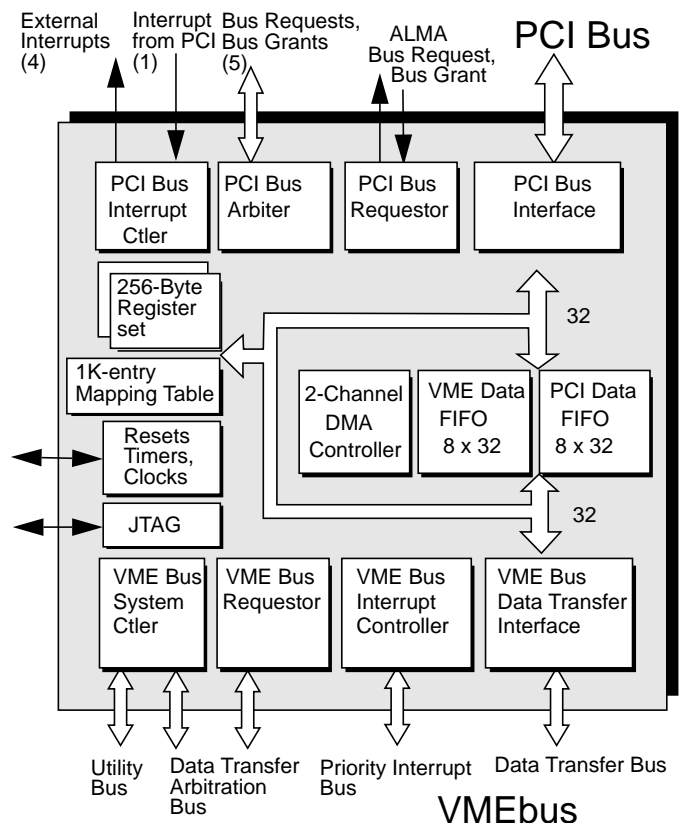 External
Interrupts
(4)
Interrupt
from PCI
(1)
Bus Requests,
Bus Grants
(5)
ALMA
Bus Request,
Bus Grant
PCI Bus
PCI Bus
Interrupt
Ctler
PCI Bus
Arbiter
PCI Bus
Requestor
PCI Bus
Interface
256-Byte
Register
set
32
1K-entry
Mapping Table
2-Channel
DMA
Controller
VME Data
FIFO
8 x 32
PCI Data
FIFO
8 x 32
Resets
Timers,
Clocks
32
JTAG
VME Bus
System
Ctler
VME Bus
Requestor
VME Bus
Interrupt
Controller
VME Bus
Data Transfer
Interface
Utility
Bus
Data Transfer
Arbitration
Bus
Priority Interrupt
Bus
Data Transfer Bus
VMEbus